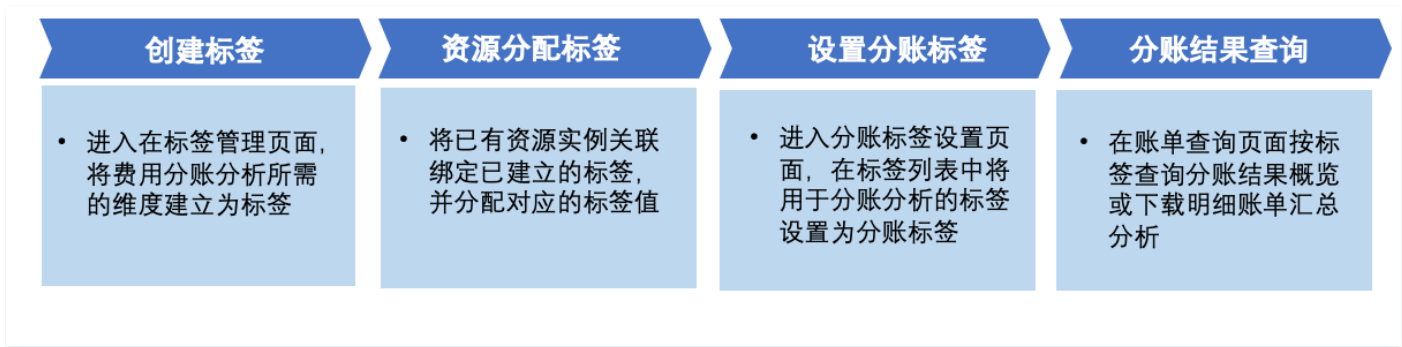 创建标签
• 进入在标签管理页面，
将费用分账分析所需
的维度建立为标签
资源分配标签
• 将已有资源实例关联
绑定已建立的标签，
并分配对应的标签值
设置分账标签
• 进入分账标签设置页
面，在标签列表中将
用于分账分析的标签
设置为分账标签
分账结果查询
• 在账单查询页面按标
签查询分账结果概览
或下载明细账单汇总
分析